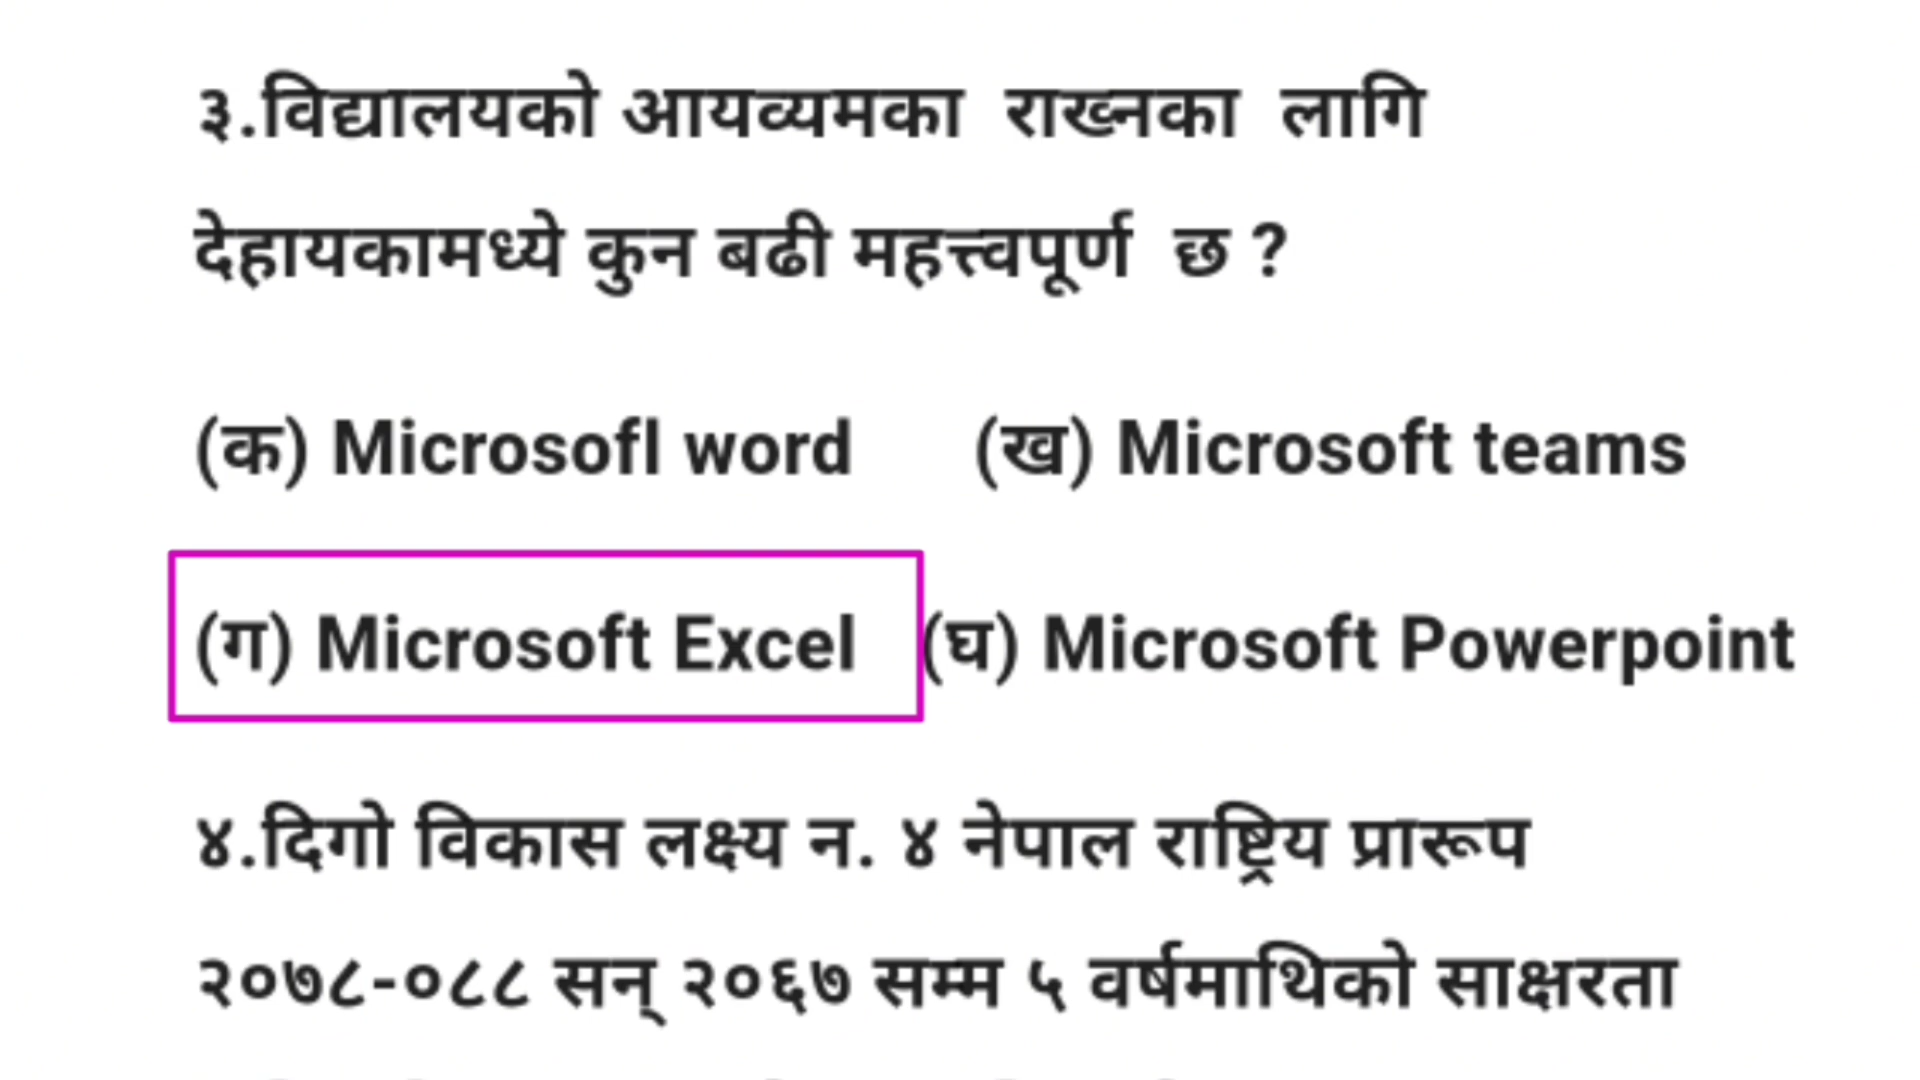 ३.विद्यालयको आयव्यमका राख्नका लागि
देहायकामध्ये कुन बढी महत्त्वपूर्ण छ ?
(क) Microsofl word (ख) Microsoft teams
(ग) Microsoft Excel (घ) Microsoft Powerpoint
४.दिगो विकास लक्ष्य न. ४ नेपाल राष्ट्रिय प्रारूप
२०७८-०८८ सन् २०६७ सम्म ५ वर्षमाथिको साक्षरता